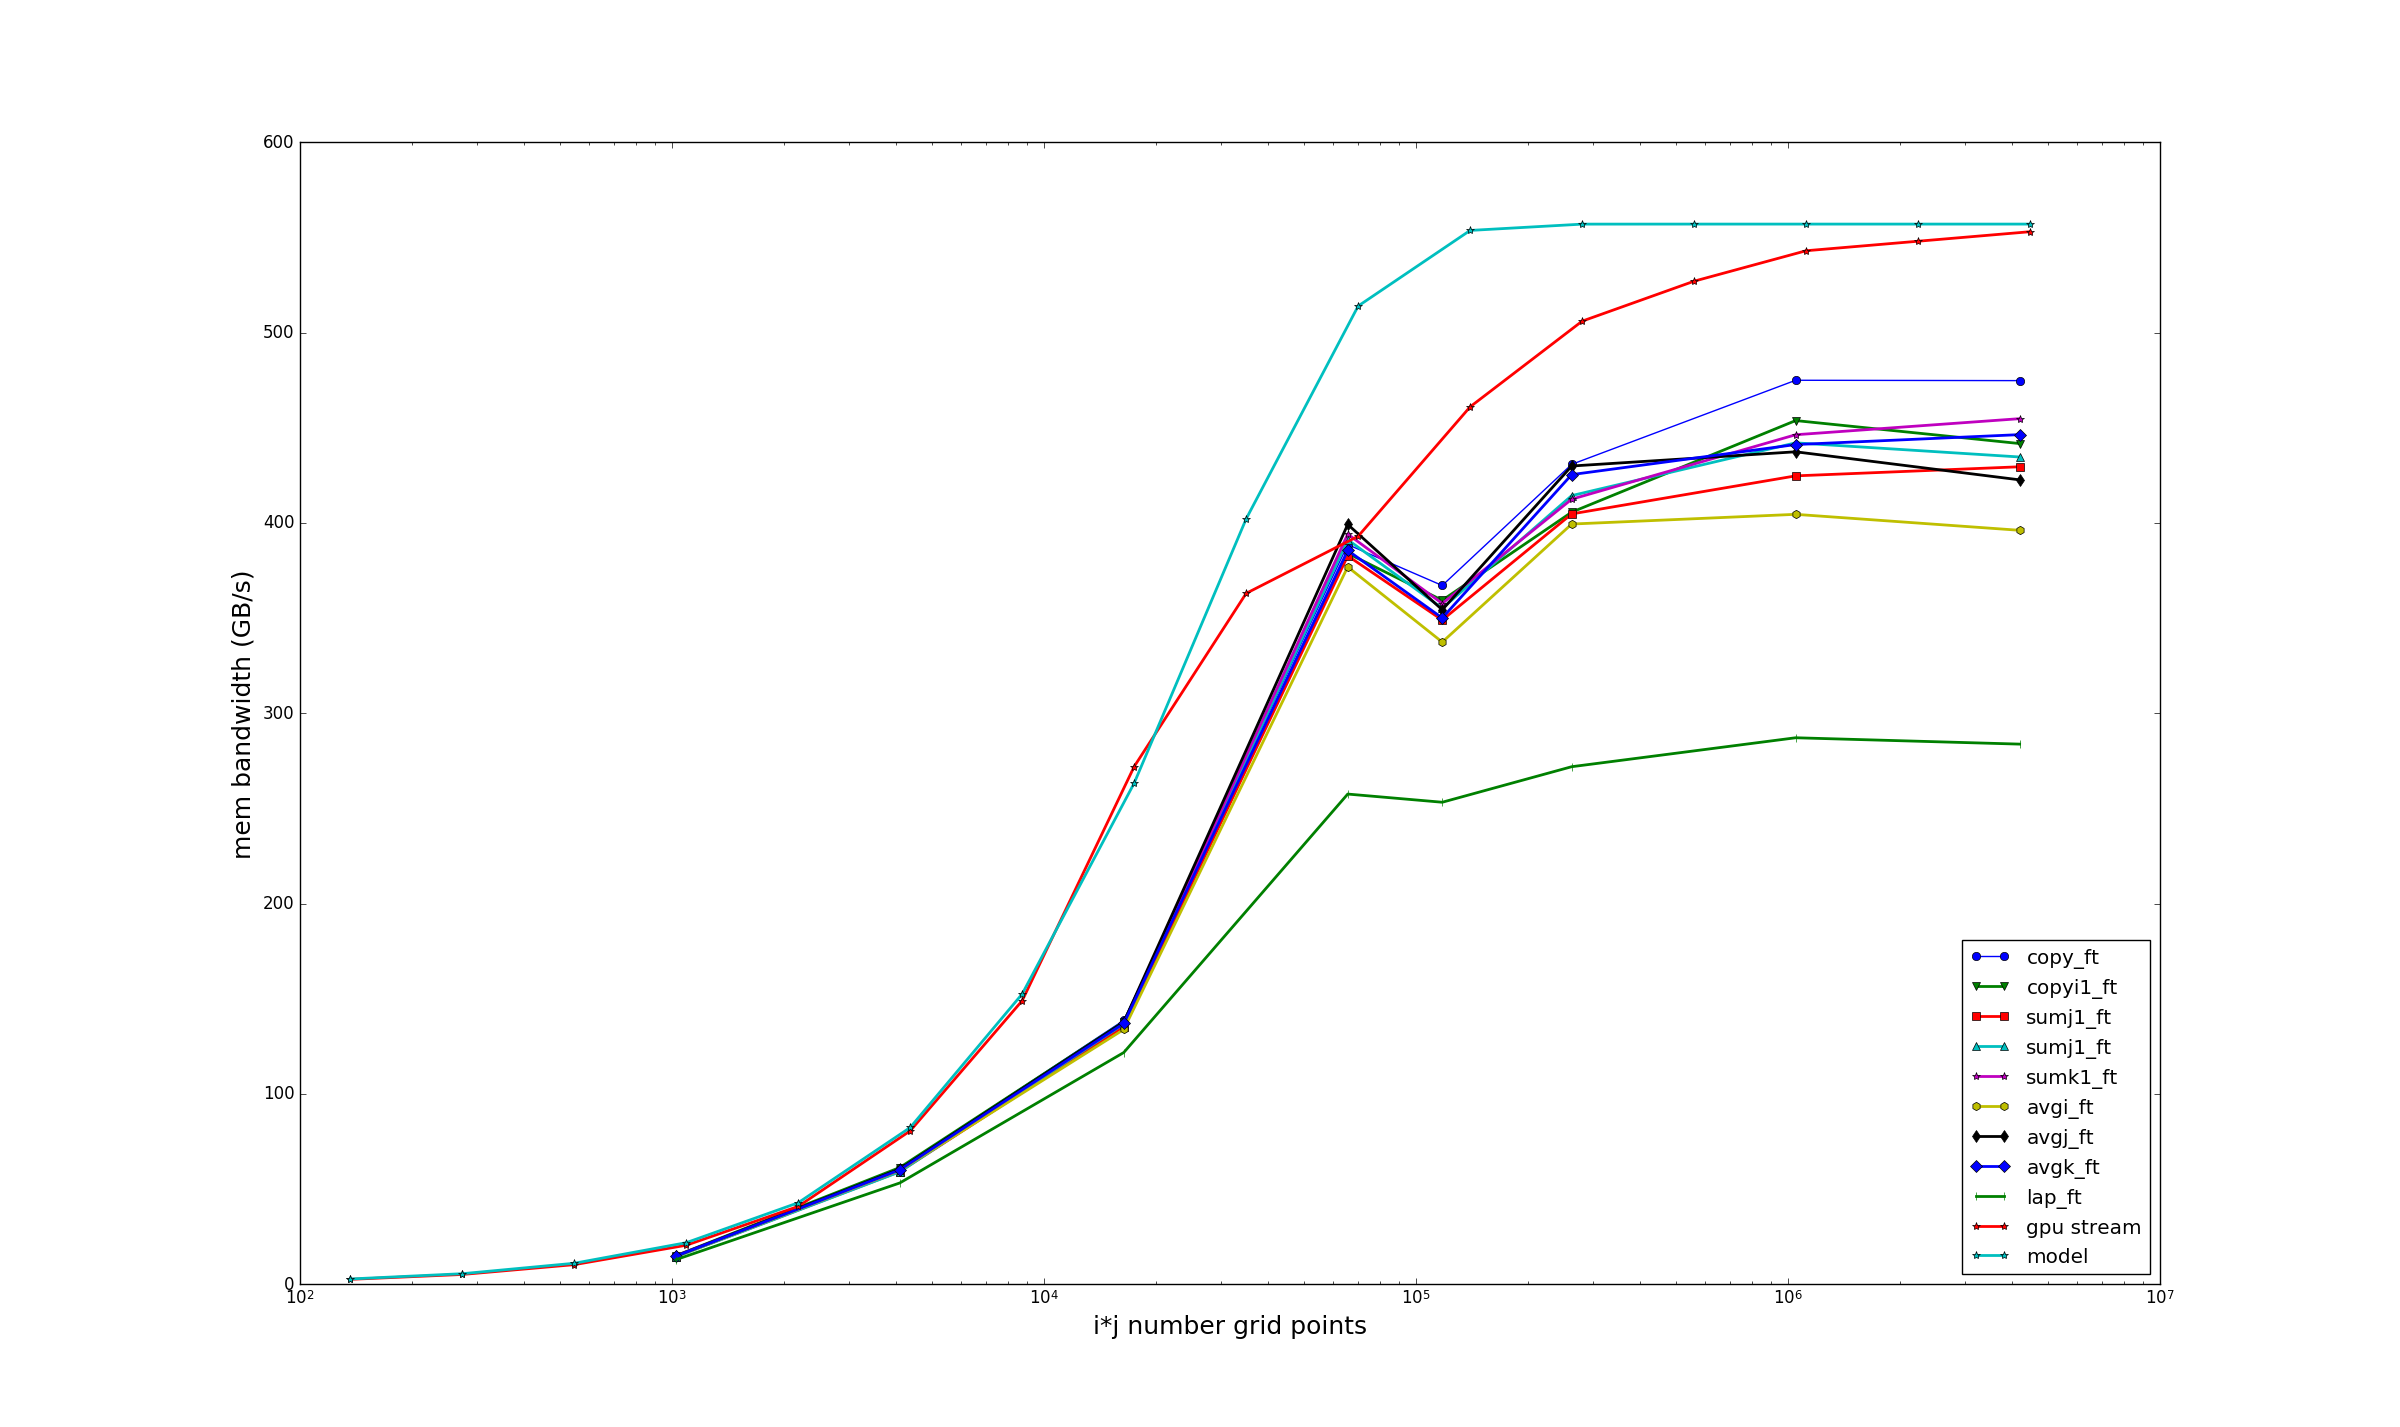 600
500
400
300
200
100
0
mem bandwidth (GB/s)
10² 10³ 10⁴ 10⁵ 10⁶ 10⁷
i*j number grid points
copy_ft
copyi1_ft
sumj1_ft
sumj1_ft
sumk1_ft
avgi_ft
avgj_ft
avgk_ft
lap_ft
gpu stream
model